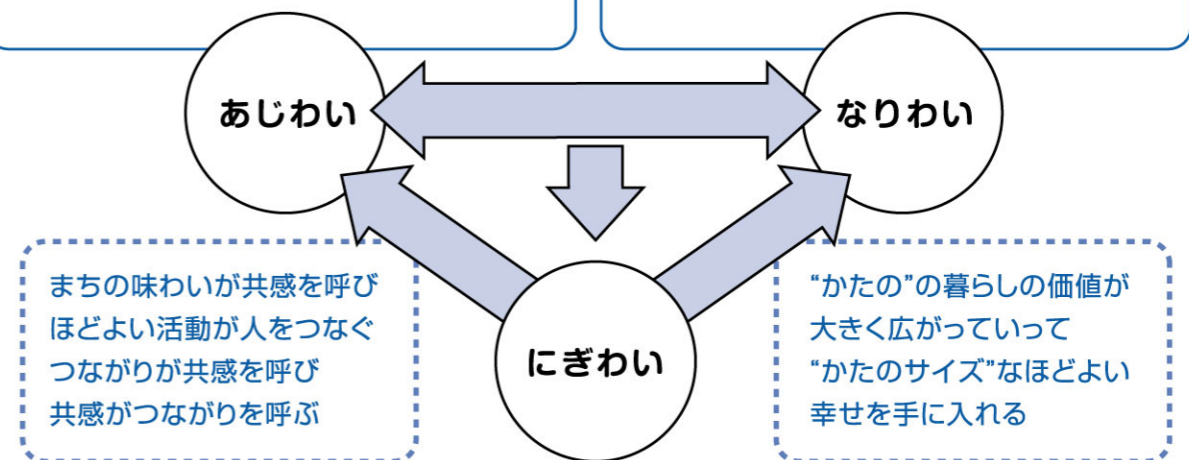 あじわい
なりわい
にぎわい
まちの味わいが共感を呼び
ほどよい活動が人をつなぐ
つながりが共感を呼び
共感がつながりを呼ぶ
“かたの”の暮らしの価値が
大きく広がっていって
“かたのサイズ”なほどよい
幸せを手に入れる